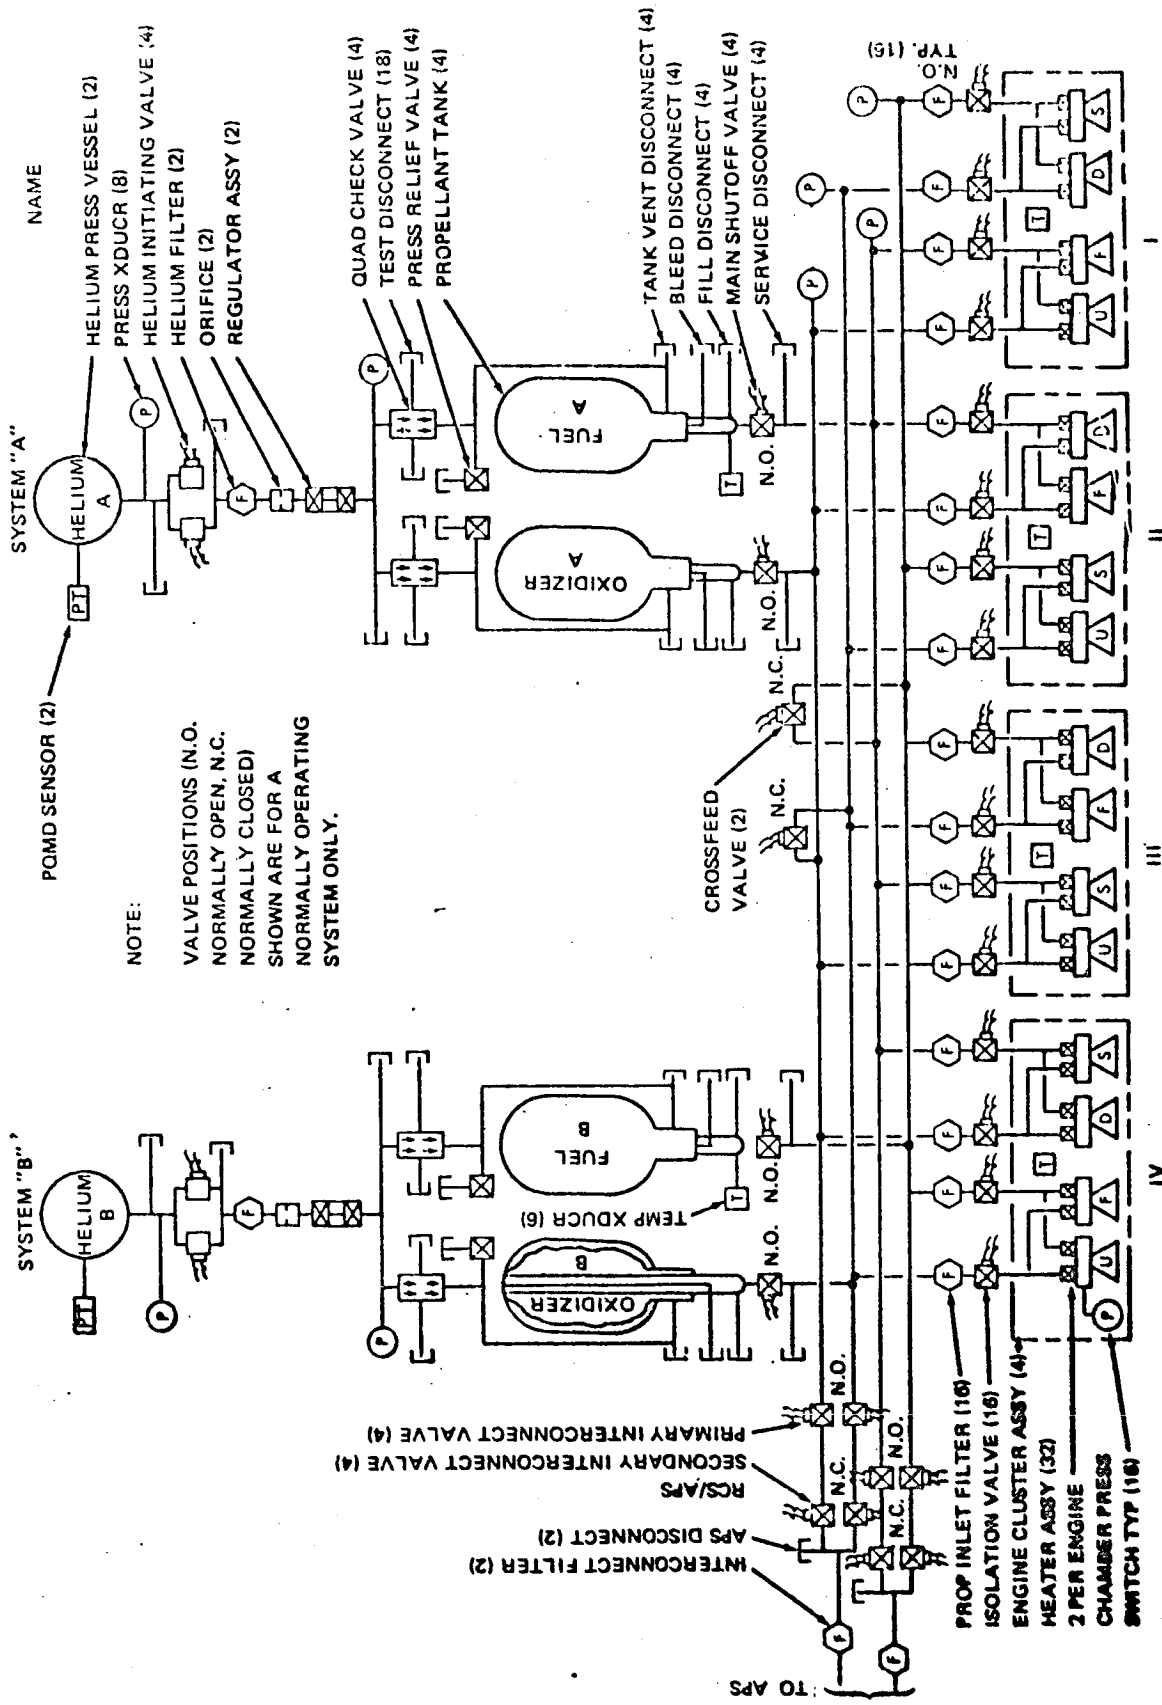 NAME
SYSTEM "A"
HELIUM PRESS VESSEL (2)
PRESS XDUCR (8)
HELIUM INITIATING VALVE (4)
HELIUM FILTER (2)
ORIFICE (2)
REGULATOR ASSY (2)
HELIUM
A
P
PT
F
PQMD SENSOR (2)
NOTE:
VALVE POSITIONS (N.O.
NORMALLY OPEN, N.C.
NORMALLY CLOSED)
SHOWN ARE FOR A
NORMALLY OPERATING
SYSTEM ONLY.
SYSTEM "B"
HELIUM
B
PT
P
F
QUAD CHECK VALVE (4)
TEST DISCONNECT (18)
PRESS RELIEF VALVE (4)
PROPELLANT TANK (4)
P
FUEL
A
OXIDIZER
A
T
N.O.
N.O.
TANK VENT DISCONNECT (4)
BLEED DISCONNECT (4)
FILL DISCONNECT (4)
MAIN SHUTOFF VALVE (4)
SERVICE DISCONNECT (4)
P
FUEL
B
OXIDIZER
B
TEMP XDUCR (6)
T
N.O.
N.O.
CROSSFEED
VALVE (2)
N.C.
N.C.
P
P
P
P
N.O.
TYP. (16)
PRIMARY INTERCONNECT VALVE (4)
SECONDARY INTERCONNECT VALVE (4)
RCS/APS
APS DISCONNECT (2)
INTERCONNECT FILTER (2)
N.O.
N.C.
N.O.
N.C.
F
F
TO APS
F F F F F F F F F F F F F F F F
PROP INLET FILTER (16)
ISOLATION VALVE (16)
ENGINE CLUSTER ASSY (4)
HEATER ASSY (32)
2 PER ENGINE
CHAMBER PRESS
SWITCH TYP (16)
P
T T T T
U F D S
U S F D
U S F D
U F D S
IV
III
II
I